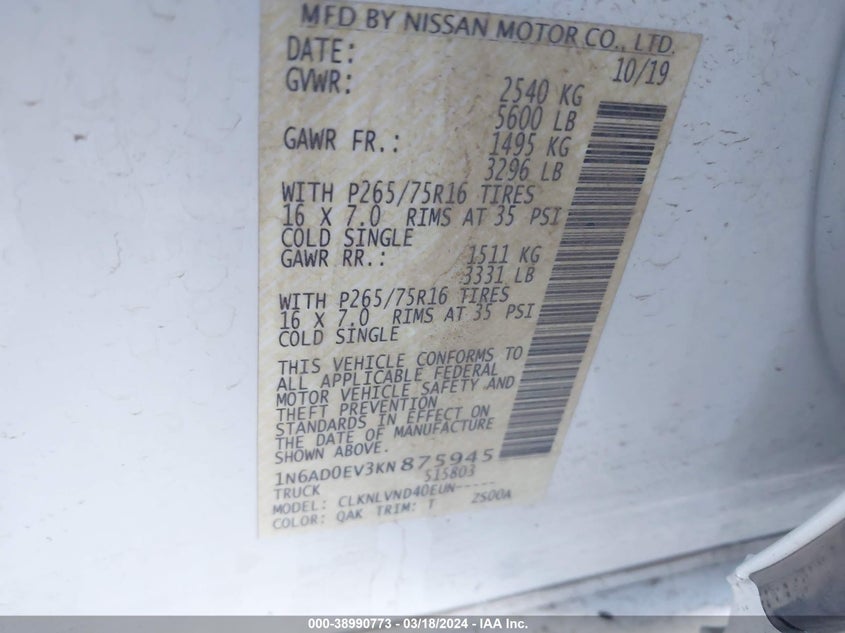 MFD BY NISSAN MOTOR CO., LTD.
DATE: 10/19
GVWR: 2540 KG
5600 LB
GAWR FR.: 1495 KG
3296 LB
WITH P265/75R16 TIRES
16 X 7.0 RIMS AT 35 PSI
COLD SINGLE
GAWR RR.: 1511 KG
3331 LB
WITH P265/75R16 TIRES
16 X 7.0 RIMS AT 35 PSI
COLD SINGLE
THIS VEHICLE CONFORMS TO
ALL APPLICABLE FEDERAL
MOTOR VEHICLE SAFETY AND
THEFT PREVENTION
STANDARDS IN EFFECT ON
THE DATE OF MANUFACTURE
SHOWN ABOVE.
1N6AD0EV3KN875945
TRUCK 515803
MODEL: CLKNLVND40EUN-----
COLOR: QAK TRIM: T ZS00A
000-38990773 - 03/18/2024 - IAA Inc.